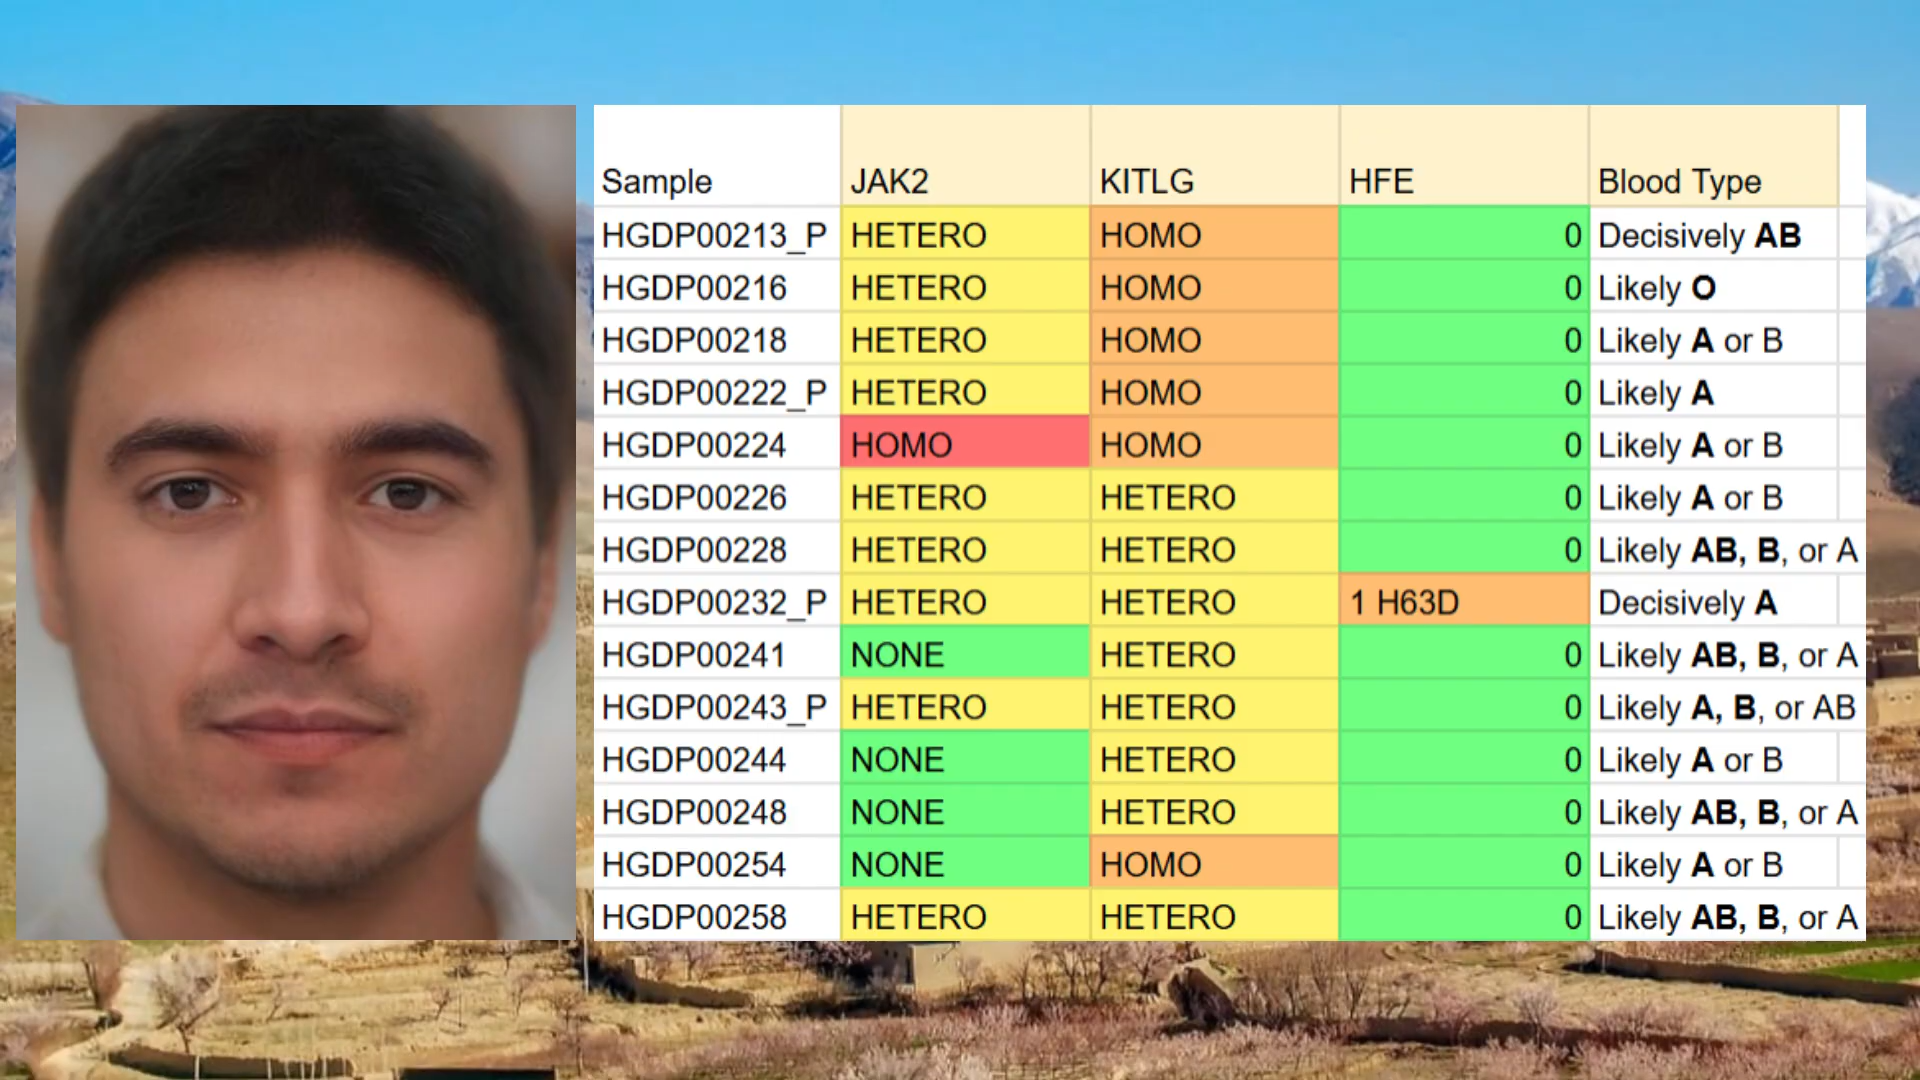 Sample JAK2 KITLG HFE Blood Type
HGDP00213_P HETERO HOMO 0 Decisively AB
HGDP00216 HETERO HOMO 0 Likely O
HGDP00218 HETERO HOMO 0 Likely A or B
HGDP00222_P HETERO HOMO 0 Likely A
HGDP00224 HOMO HOMO 0 Likely A or B
HGDP00226 HETERO HETERO 0 Likely A or B
HGDP00228 HETERO HETERO 0 Likely AB, B, or A
HGDP00232_P HETERO HETERO 1 H63D Decisively A
HGDP00241 NONE HETERO 0 Likely AB, B, or A
HGDP00243_P HETERO HETERO 0 Likely A, B, or AB
HGDP00244 NONE HETERO 0 Likely A or B
HGDP00248 NONE HETERO 0 Likely AB, B, or A
HGDP00254 NONE HOMO 0 Likely A or B
HGDP00258 HETERO HETERO 0 Likely AB, B, or A